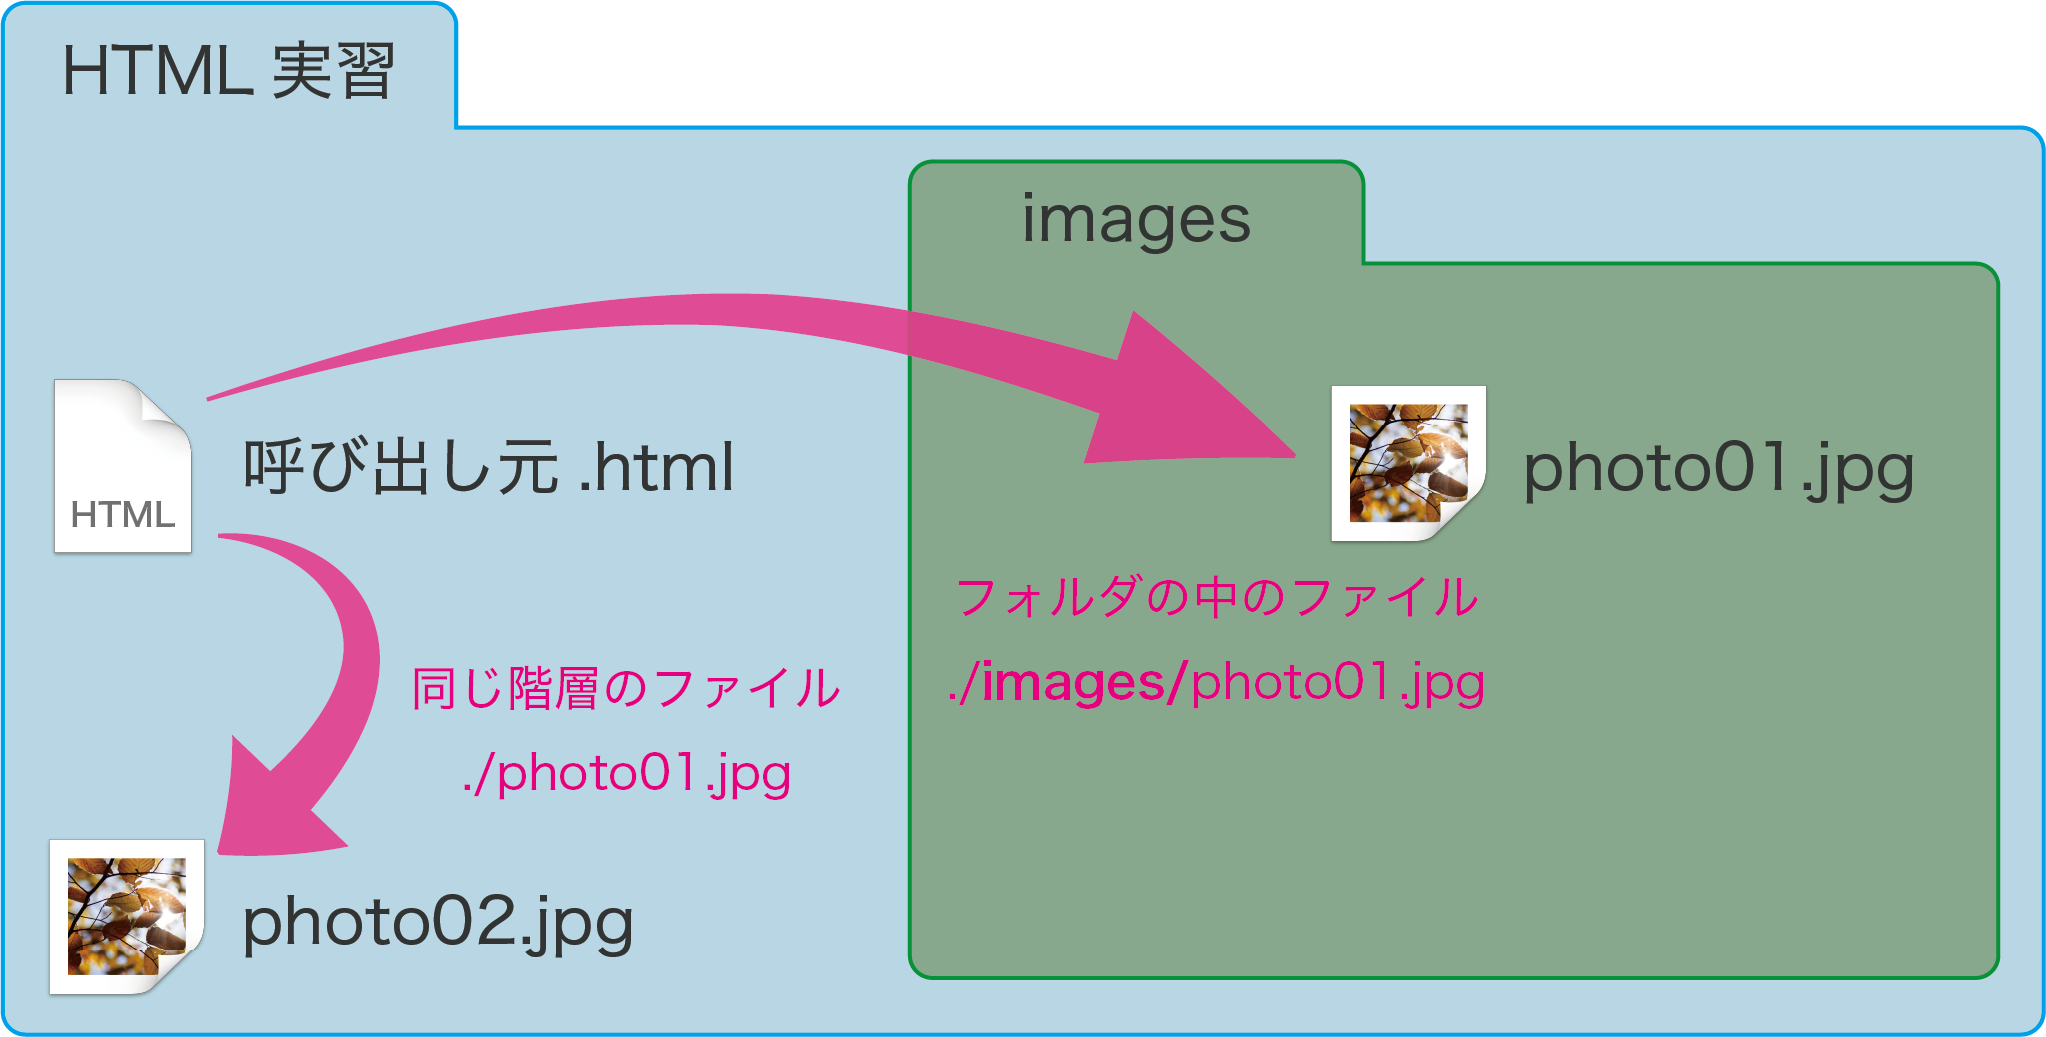 HTML 実習
images
呼び出し元 .html
HTML
photo01.jpg
フォルダの中のファイル
./images/photo01.jpg
同じ階層のファイル
./photo01.jpg
photo02.jpg